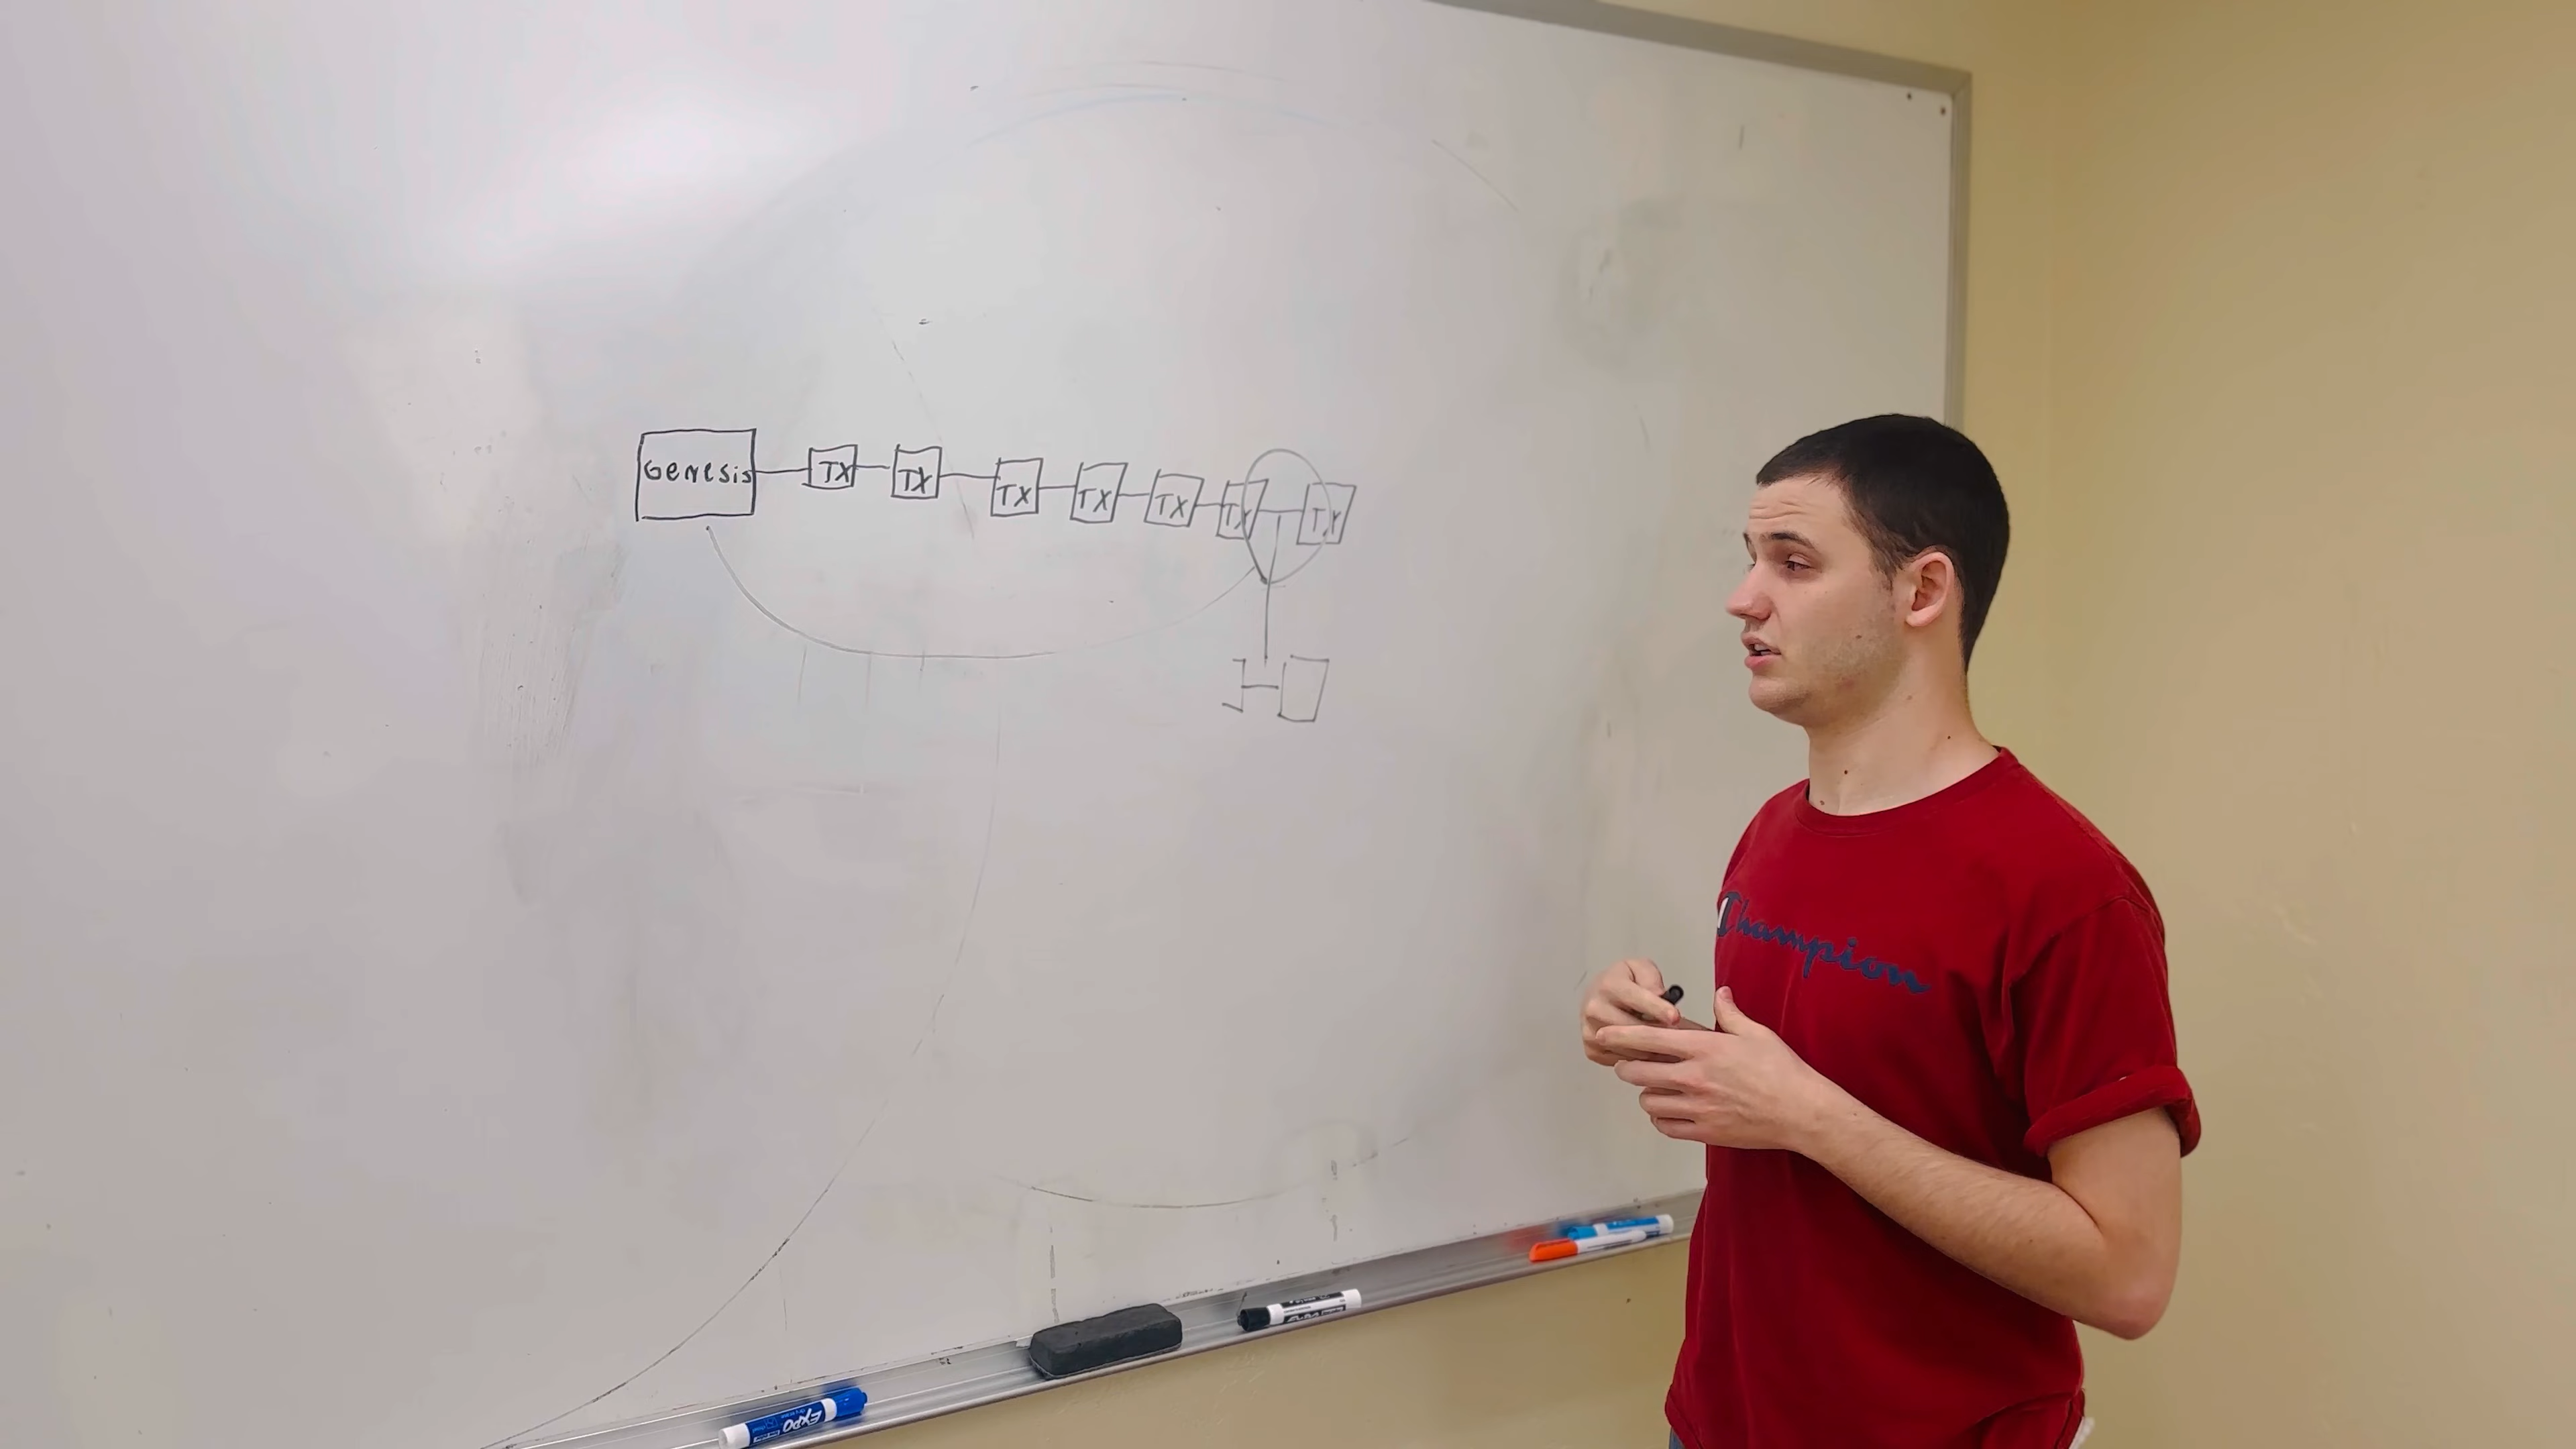 Genesis
TX TX TX TX TX TX TX
Champion
EXPO